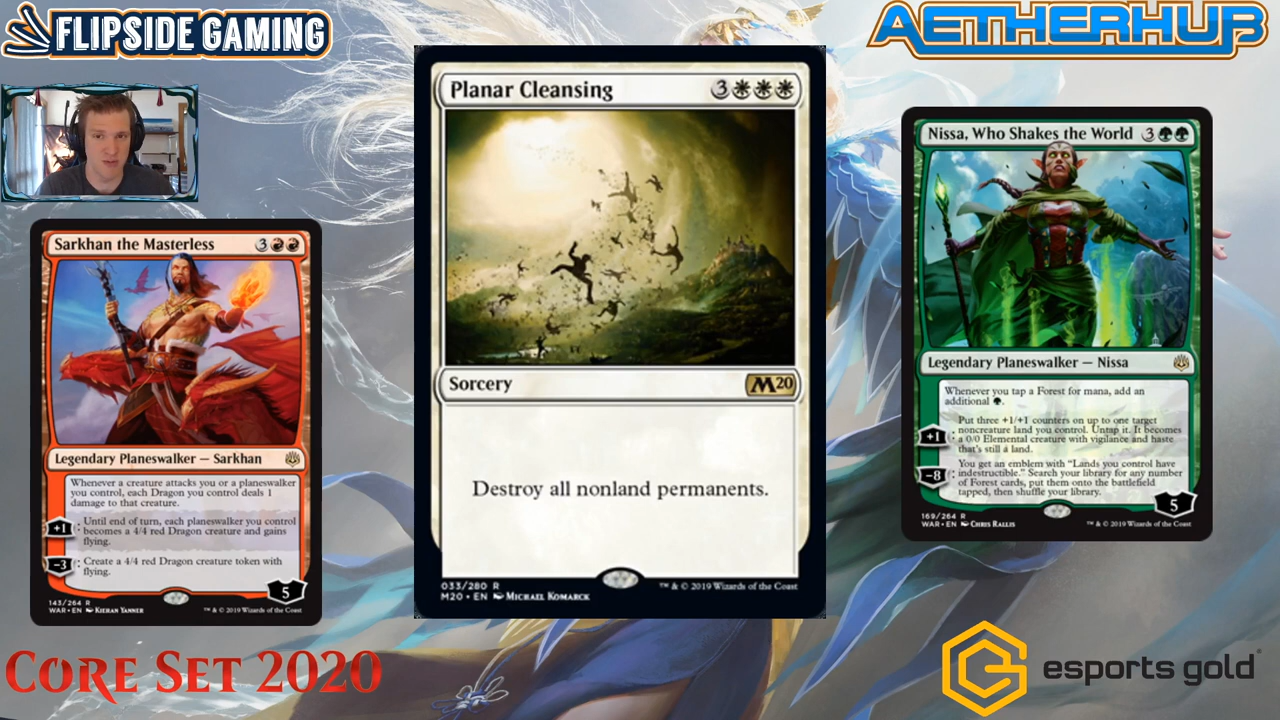 FLIPSIDE GAMING
AETHERHUB
Sarkhan the Masterless 3
Legendary Planeswalker — Sarkhan
Whenever a creature attacks you or a planeswalker
you control, each Dragon you control deals 1
damage to that creature.
+1: Until end of turn, each planeswalker you control
becomes a 4/4 red Dragon creature and gains
flying.
-3: Create a 4/4 red Dragon creature token with
flying.
5
143/264 R
WAR • EN Kieran Yanner
™ & © 2019 Wizards of the Coast
Planar Cleansing 3
Sorcery
M20
Destroy all nonland permanents.
033/280 R
M20 • EN Michael Komarck
™ & © 2019 Wizards of the Coast
Nissa, Who Shakes the World 3
Legendary Planeswalker — Nissa
Whenever you tap a Forest for mana, add an
additional .
+1: Put three +1/+1 counters on up to one target
noncreature land you control. Untap it. It becomes
a 0/0 Elemental creature with vigilance and haste
that's still a land.
-8: You get an emblem with "Lands you control have
indestructible." Search your library for any number
of Forest cards, put them onto the battlefield
tapped, then shuffle your library.
5
169/264 R
WAR • EN Chris Rallis
™ & © 2019 Wizards of the Coast
Core Set 2020
esports gold